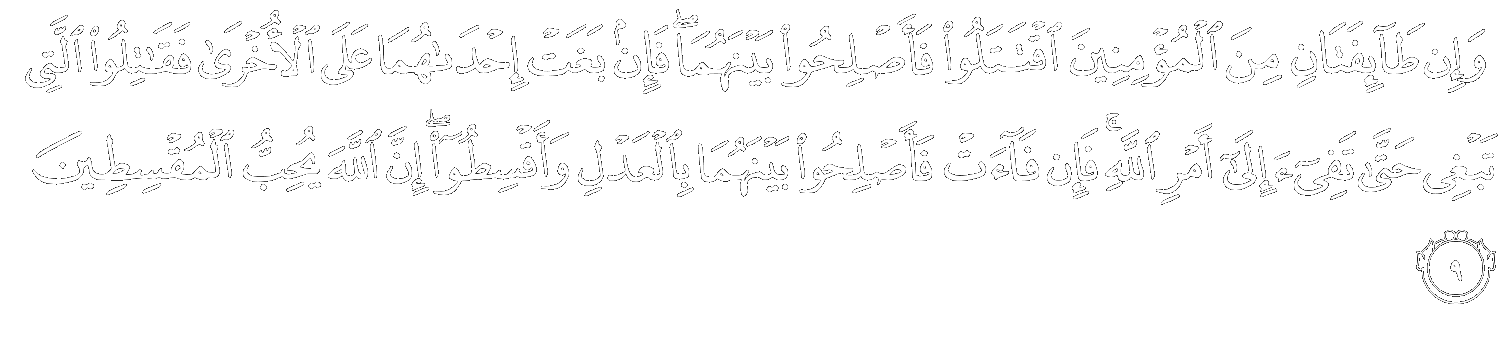 وَإِن طَآئِفَتَانِ مِنَ ٱلْمُؤْمِنِينَ ٱقْتَتَلُوا۟ فَأَصْلِحُوا۟ بَيْنَهُمَا ۖ فَإِنۢ بَغَتْ إِحْدَىٰهُمَا عَلَى ٱلْأُخْرَىٰ فَقَـٰتِلُوا۟ ٱلَّتِى
تَبْغِى حَتَّىٰ تَفِىٓءَ إِلَىٰٓ أَمْرِ ٱللَّهِ ۚ فَإِن فَآءَتْ فَأَصْلِحُوا۟ بَيْنَهُمَا بِٱلْعَدْلِ وَأَقْسِطُوٓا۟ ۖ إِنَّ ٱللَّهَ يُحِبُّ ٱلْمُقْسِطِينَ
٩